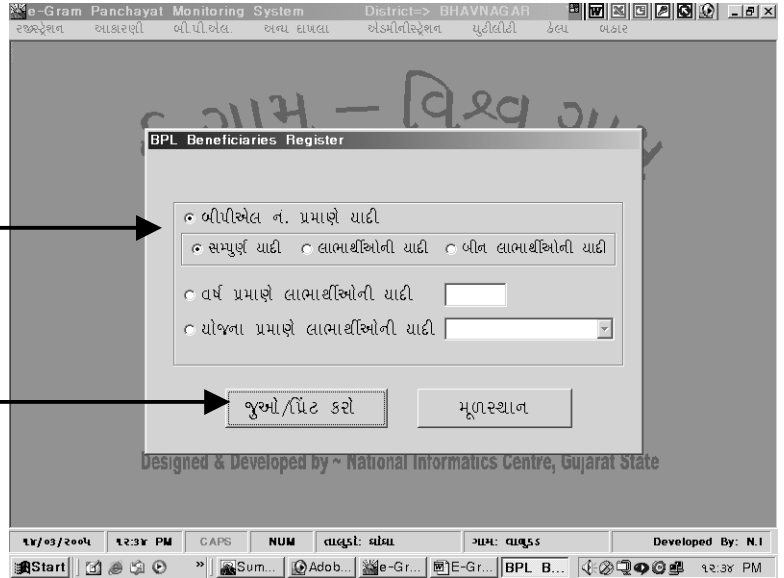 e-Gram Panchayat Monitoring System District=> BHAVNAGAR
રજીસ્ટ્રેશન આકારણી બી.પી.એલ. અન્ય દાખલા એડમીનીસ્ટ્રેશન યુટીલીટી હેલ્પ બહાર
ઈ ગ્રામ — વિશ્વ ગ્રામ
BPL Beneficiaries Register
બીપીએલ નં. પ્રમાણે યાદી
સમ્પુર્ણ યાદી લાભાર્થીઓની યાદી બીન લાભાર્થીઓની યાદી
વર્ષ પ્રમાણે લાભાર્થીઓની યાદી
યોજના પ્રમાણે લાભાર્થીઓની યાદી
જુઓ/પ્રિંટ કરો મૂળસ્થાન
Designed & Developed by ~ National Informatics Centre, Gujarat State
૧૪/૦૩/૨૦૦૫ ૧૨:૩૪ PM CAPS NUM તાલુકો: ઘોઘા ગામ: વાવુકડ Developed By: N.I
Start » Sum... Adob... e-Gr... E-Gr... BPL B... ૧૨:૩૪ PM